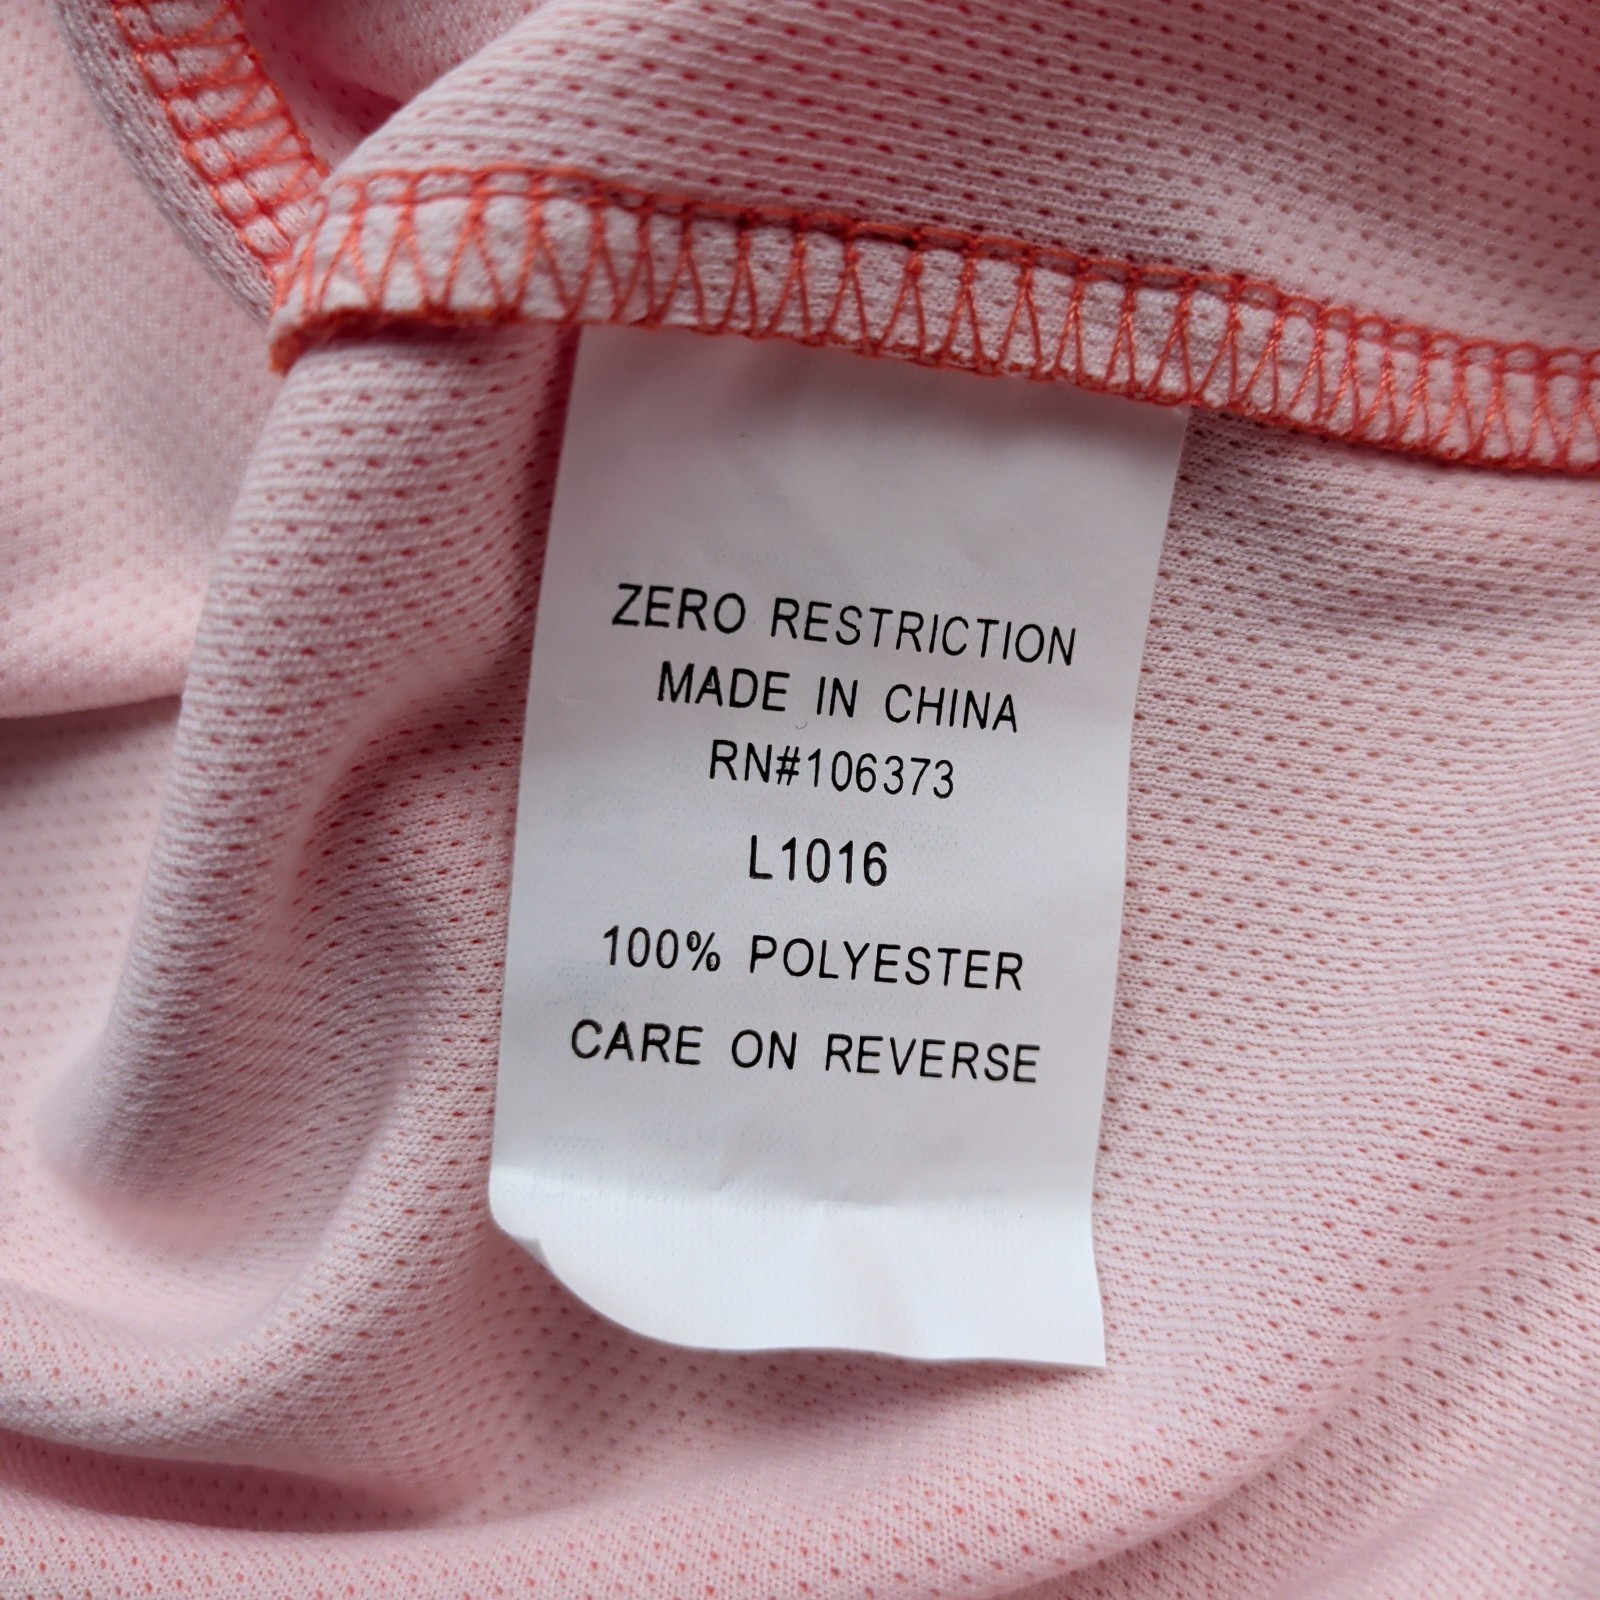 ZERO RESTRICTION
MADE IN CHINA
RN#106373
L1016
100% POLYESTER
CARE ON REVERSE